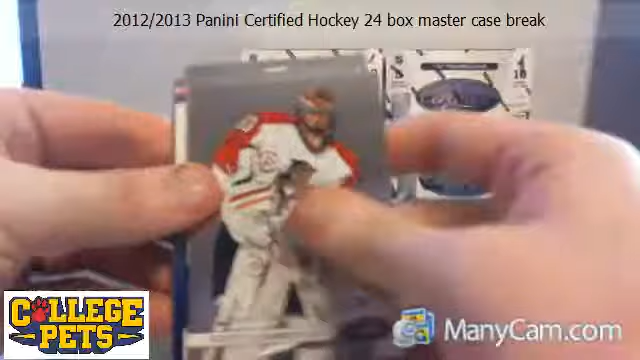 2012/2013 Panini Certified Hockey 24 box master case break
COLLEGE
PETS
ManyCam.com